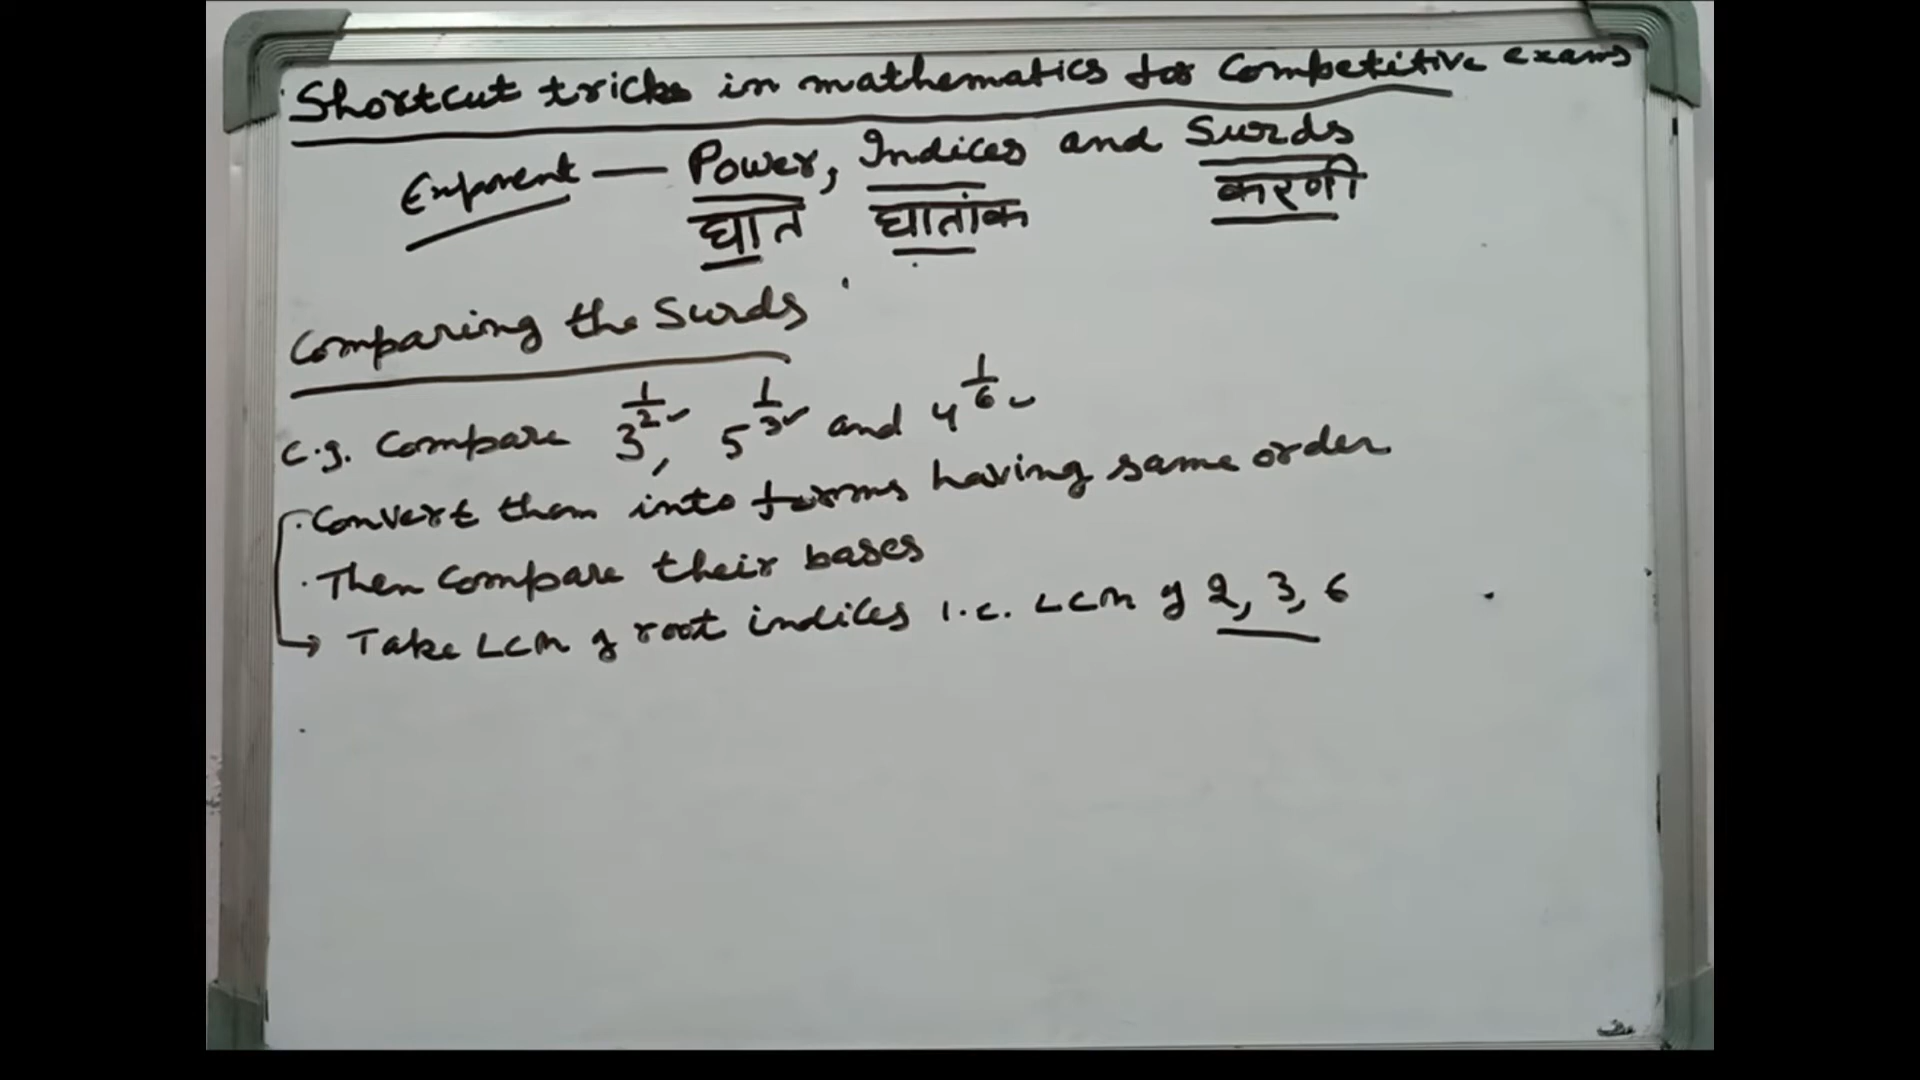 Shortcut tricks in mathematics for Competitive exams
Exponent — Power, Indices and Surds
घात घातांक करणी
Comparing the Surds
e.g. Compare 3^1/2, 5^1/3 and 4^1/6
· Convert them into forms having same order
· Then compare their bases
→ Take LCM of root indices i.e. LCM of 2, 3, 6